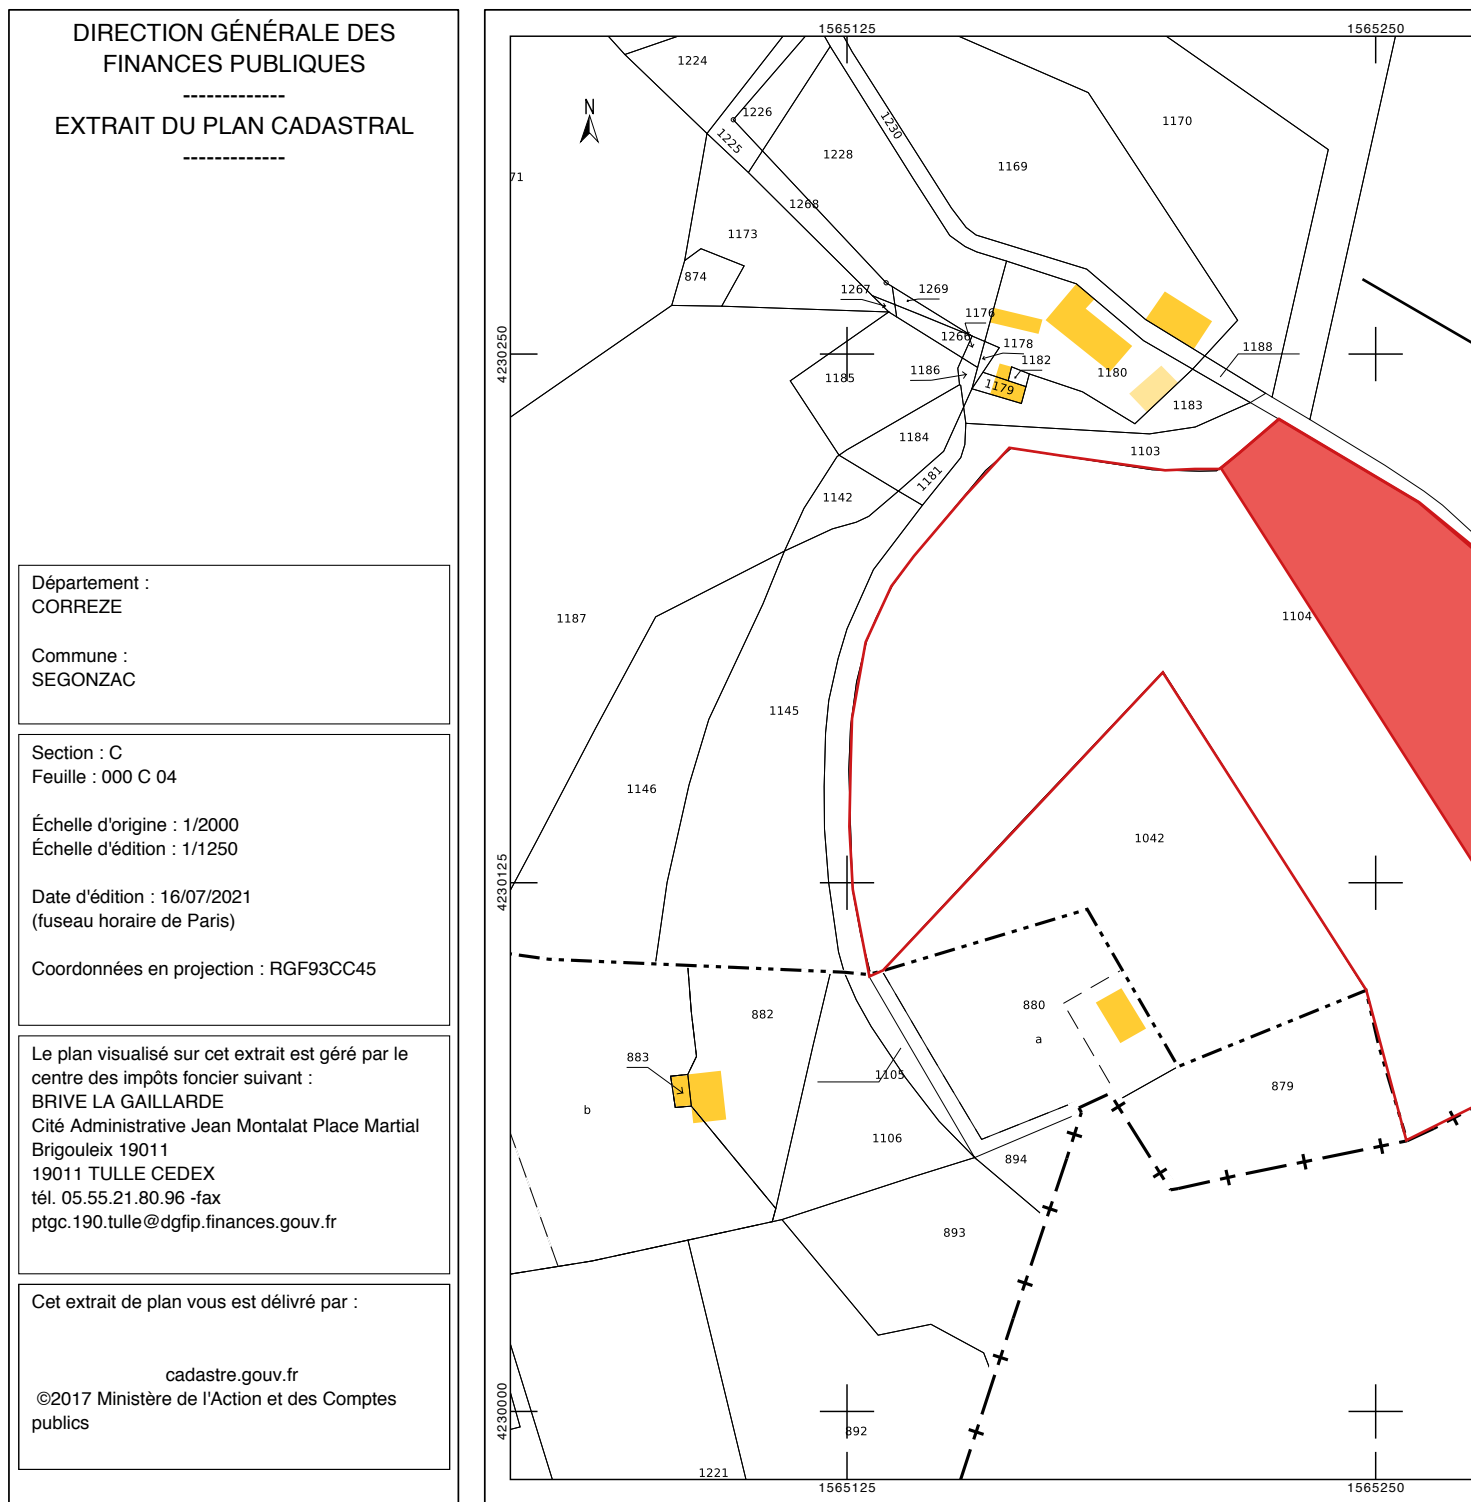 DIRECTION GÉNÉRALE DES
FINANCES PUBLIQUES
-------------
EXTRAIT DU PLAN CADASTRAL
-------------
Département :
CORREZE
Commune :
SEGONZAC
Section : C
Feuille : 000 C 04
Échelle d'origine : 1/2000
Échelle d'édition : 1/1250
Date d'édition : 16/07/2021
(fuseau horaire de Paris)
Coordonnées en projection : RGF93CC45
Le plan visualisé sur cet extrait est géré par le
centre des impôts foncier suivant :
BRIVE LA GAILLARDE
Cité Administrative Jean Montalat Place Martial
Brigouleix 19011
19011 TULLE CEDEX
tél. 05.55.21.80.96 -fax
ptgc.190.tulle@dgfip.finances.gouv.fr
Cet extrait de plan vous est délivré par :
cadastre.gouv.fr
©2017 Ministère de l'Action et des Comptes
publics
1565125
1565250
1224
N
1226
1230
1170
1225
1228
1169
71
1268
1173
874
1267
1269
1176
1266
1178
1188
4230250
1182
1186
1180
1185
1179
1183
1184
1103
1181
1142
1187
1104
1145
1146
1042
4230125
880
882
a
883
1105
879
b
1106
894
893
4230000
892
1221
1565125
1565250